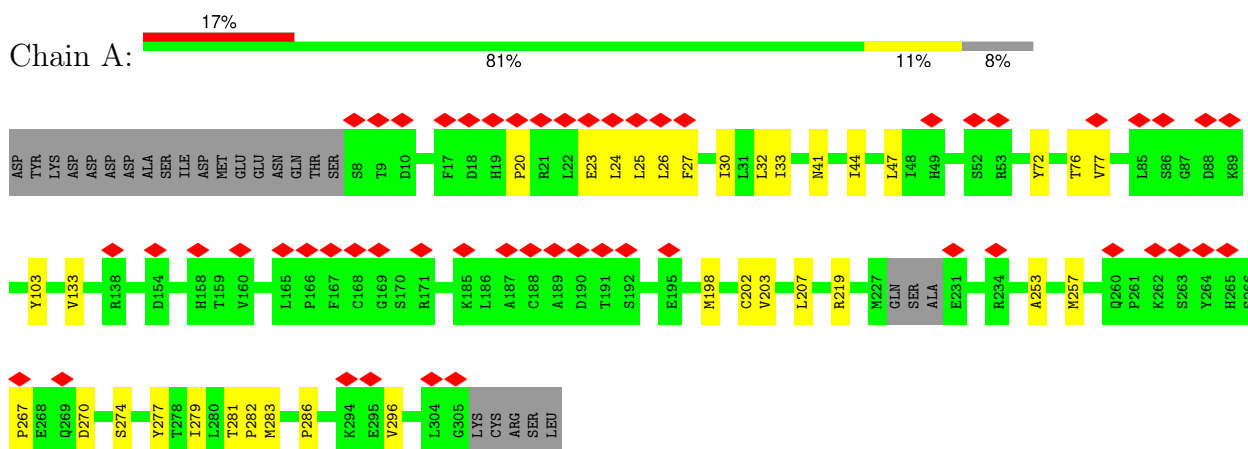 17%
Chain A:
81% 11% 8%
ASP TYR LYS ASP ASP ASP ASP ALA SER ILE ASP MET GLU GLU ASN GLN THR SER S8 T9 D10 F17 D18 H19 P20 R21 L22 E23 L24 L25 L26 F27 I30 L31 L32 I33 N41 I44 L47 I48 H49 S52 R53 Y72 T76 V77 L85 S86 G87 D88 K89
Y103 V133 R138 D154 H158 T159 V160 L165 P166 F167 C168 G169 S170 R171 K185 L186 A187 C188 A189 D190 T191 S192 E195 M198 C202 V203 L207 R219 M227 GLN SER ALA E231 R234 A253 M257 Q260 P261 K262 S263 Y264 H265 S266
P267 E268 Q269 D270 S274 Y277 T278 I279 L280 T281 P282 M283 P286 V296 K294 E295 L304 G305 LYS CYS ARG SER LEU